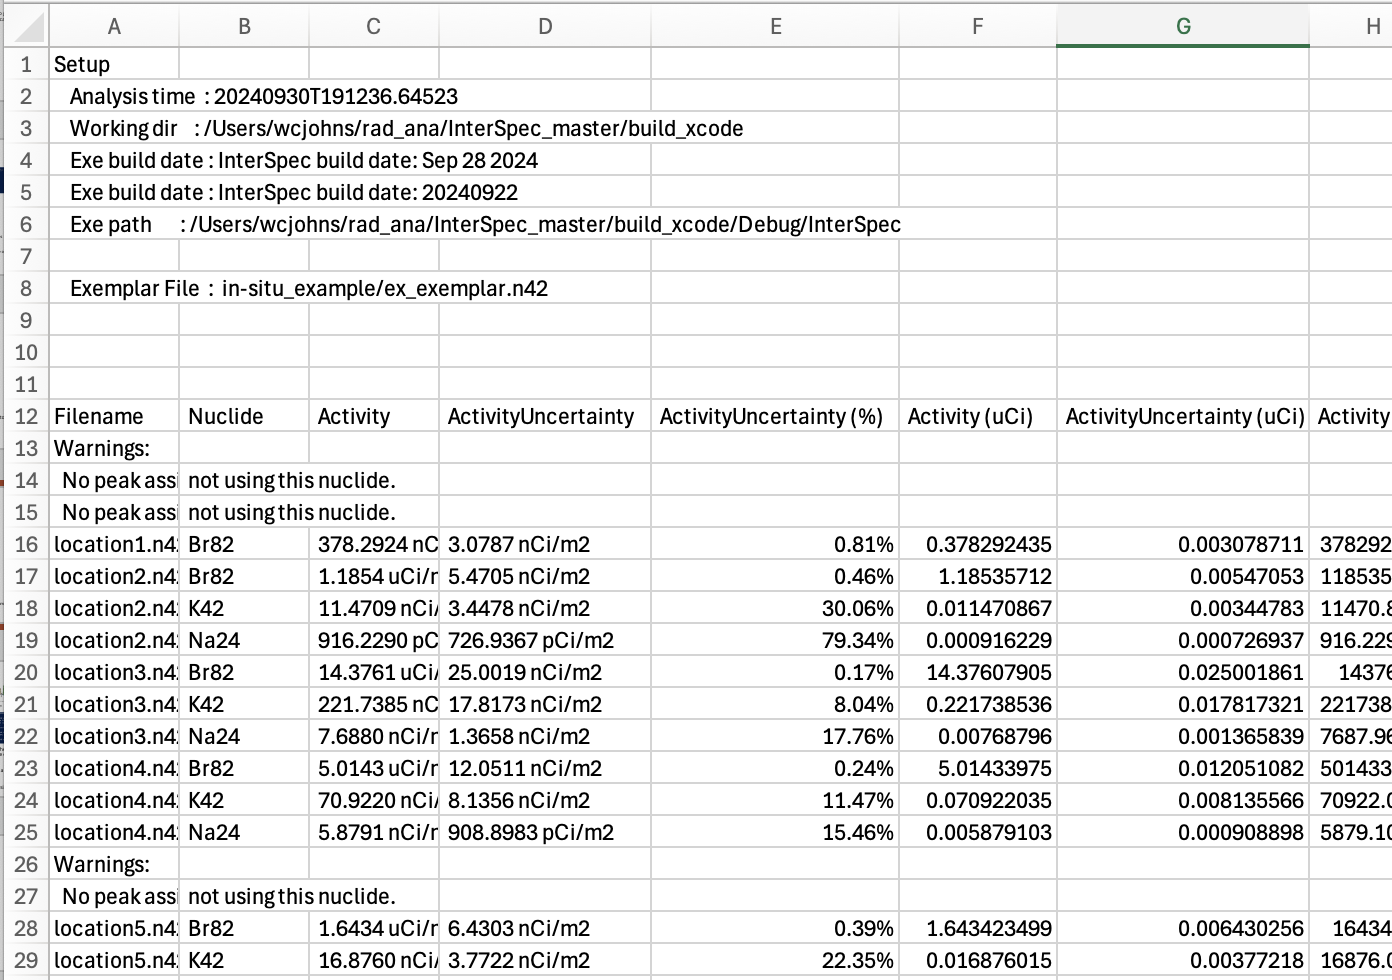 A B C D E F G H
1 Setup
2 Analysis time : 20240930T191236.64523
3 Working dir : /Users/wcjohns/rad_ana/InterSpec_master/build_xcode
4 Exe build date : InterSpec build date: Sep 28 2024
5 Exe build date : InterSpec build date: 20240922
6 Exe path : /Users/wcjohns/rad_ana/InterSpec_master/build_xcode/Debug/InterSpec
7
8 Exemplar File : in-situ_example/ex_exemplar.n42
9
10
11
12 Filename Nuclide Activity ActivityUncertainty ActivityUncertainty (%) Activity (uCi) ActivityUncertainty (uCi) Activity
13 Warnings:
14 No peak assi not using this nuclide.
15 No peak assi not using this nuclide.
16 location1.n42 Br82 378.2924 nC 3.0787 nCi/m2 0.81% 0.378292435 0.003078711 378292
17 location2.n42 Br82 1.1854 uCi/r 5.4705 nCi/m2 0.46% 1.18535712 0.00547053 118535
18 location2.n42 K42 11.4709 nCi/ 3.4478 nCi/m2 30.06% 0.011470867 0.00344783 11470.8
19 location2.n42 Na24 916.2290 pC 726.9367 pCi/m2 79.34% 0.000916229 0.000726937 916.229
20 location3.n42 Br82 14.3761 uCi/ 25.0019 nCi/m2 0.17% 14.37607905 0.025001861 14376
21 location3.n42 K42 221.7385 nC 17.8173 nCi/m2 8.04% 0.221738536 0.017817321 221738
22 location3.n42 Na24 7.6880 nCi/r 1.3658 nCi/m2 17.76% 0.00768796 0.001365839 7687.96
23 location4.n42 Br82 5.0143 uCi/r 12.0511 nCi/m2 0.24% 5.01433975 0.012051082 501433
24 location4.n42 K42 70.9220 nCi/ 8.1356 nCi/m2 11.47% 0.070922035 0.008135566 70922.0
25 location4.n42 Na24 5.8791 nCi/r 908.8983 pCi/m2 15.46% 0.005879103 0.000908898 5879.10
26 Warnings:
27 No peak assi not using this nuclide.
28 location5.n42 Br82 1.6434 uCi/r 6.4303 nCi/m2 0.39% 1.643423499 0.006430256 16434
29 location5.n42 K42 16.8760 nCi/ 3.7722 nCi/m2 22.35% 0.016876015 0.00377218 16876.0